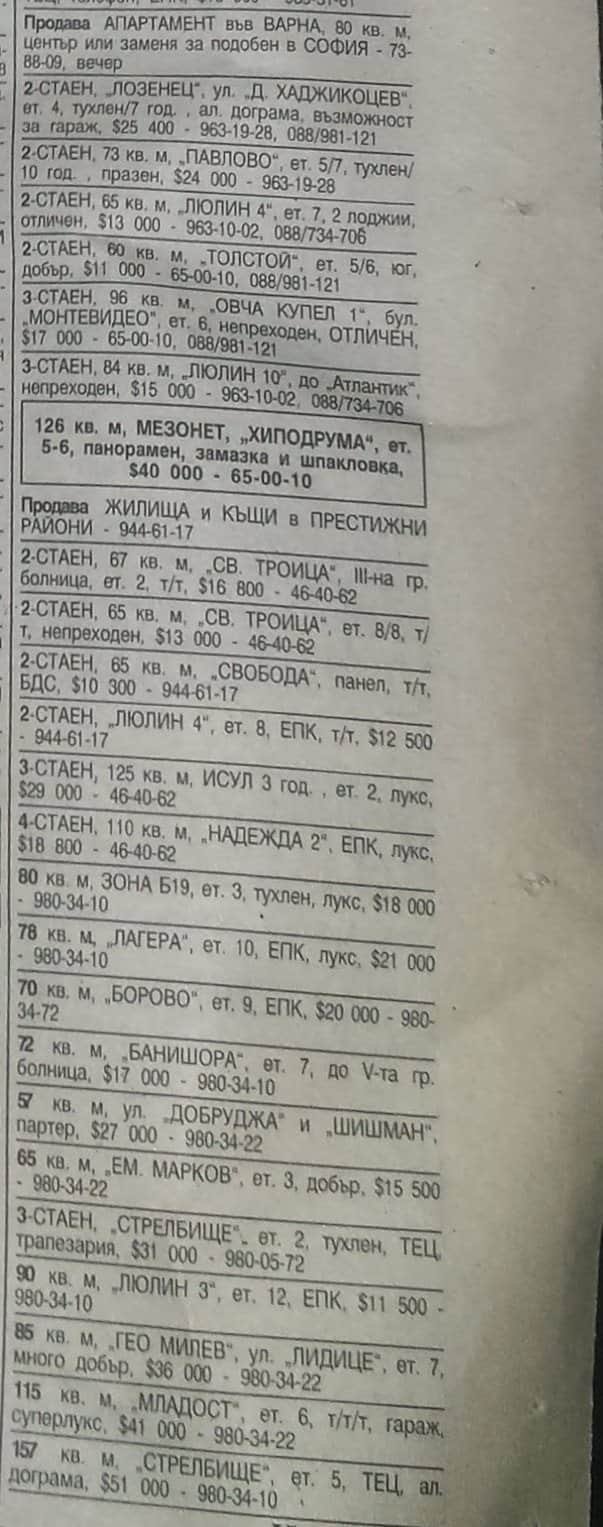 Продава АПАРТАМЕНТ във ВАРНА, 80 кв. м,
център или заменя за подобен в СОФИЯ - 73-
88-09, вечер
2-СТАЕН, „ЛОЗЕНЕЦ“, ул. „Д. ХАДЖИКОЦЕВ“,
ет. 4, тухлен/7 год. , ал. дограма, възможност
за гараж, $25 400 - 963-19-28, 088/981-121
2-СТАЕН, 73 кв. м, „ПАВЛОВО“, ет. 5/7, тухлен/
10 год. , празен, $24 000 - 963-19-28
2-СТАЕН, 65 кв. м, „ЛЮЛИН 4“, ет. 7, 2 лоджии,
отличен, $13 000 - 963-10-02, 088/734-706
2-СТАЕН, 60 кв. м, „ТОЛСТОЙ“, ет. 5/6, юг,
добър, $11 000 - 65-00-10, 088/981-121
3-СТАЕН, 96 кв. м, „ОВЧА КУПЕЛ 1“, бул.
„МОНТЕВИДЕО“, ет. 6, непреходен, ОТЛИЧЕН,
$17 000 - 65-00-10, 088/981-121
3-СТАЕН, 84 кв. м, „ЛЮЛИН 10“, до „Атлантик“,
непреходен, $15 000 - 963-10-02, 088/734-706
126 кв. м, МЕЗОНЕТ, „ХИПОДРУМА“, ет.
5-6, панорамен, замазка и шпакловка,
$40 000 - 65-00-10
Продава ЖИЛИЩА и КЪЩИ в ПРЕСТИЖНИ
РАЙОНИ - 944-61-17
2-СТАЕН, 67 кв. м, „СВ. ТРОИЦА“, III-на гр.
болница, ет. 2, т/т, $16 800 - 46-40-62
2-СТАЕН, 65 кв. м, „СВ. ТРОИЦА“, ет. 8/8, т/
т, непреходен, $13 000 - 46-40-62
2-СТАЕН, 65 кв. м, „СВОБОДА“, панел, т/т,
БДС, $10 300 - 944-61-17
2-СТАЕН, „ЛЮЛИН 4“, ет. 8, ЕПК, т/т, $12 500
- 944-61-17
3-СТАЕН, 125 кв. м, ИСУЛ 3 год. , ет. 2, лукс,
$29 000 - 46-40-62
4-СТАЕН, 110 кв. м, „НАДЕЖДА 2“, ЕПК, лукс,
$18 800 - 46-40-62
80 кв. м, ЗОНА Б19, ет. 3, тухлен, лукс, $18 000
- 980-34-10
78 кв. м, „ЛАГЕРА“, ет. 10, ЕПК, лукс, $21 000
- 980-34-10
70 кв. м, „БОРОВО“, ет. 9, ЕПК, $20 000 - 980-
34-72
72 кв. м, „БАНИШОРА“, ет. 7, до V-та гр.
болница, $17 000 - 980-34-10
57 кв. м, ул. „ДОБРУДЖА“ и „ШИШМАН“,
партер, $27 000 - 980-34-22
65 кв. м, „ЕМ. МАРКОВ“, ет. 3, добър, $15 500
- 980-34-22
3-СТАЕН, „СТРЕЛБИЩЕ“, ет. 2, тухлен, ТЕЦ,
трапезария, $31 000 - 980-05-72
90 кв. м, „ЛЮЛИН 3“, ет. 12, ЕПК, $11 500 -
980-34-10
85 кв. м, „ГЕО МИЛЕВ“, ул. „ЛИДИЦЕ“, ет. 7,
много добър, $36 000 - 980-34-22
115 кв. м, „МЛАДОСТ“, ет. 6, т/т/т, гараж,
суперлукс, $41 000 - 980-34-22
157 кв. м, „СТРЕЛБИЩЕ“, ет. 5, ТЕЦ, ал.
дограма, $51 000 - 980-34-10